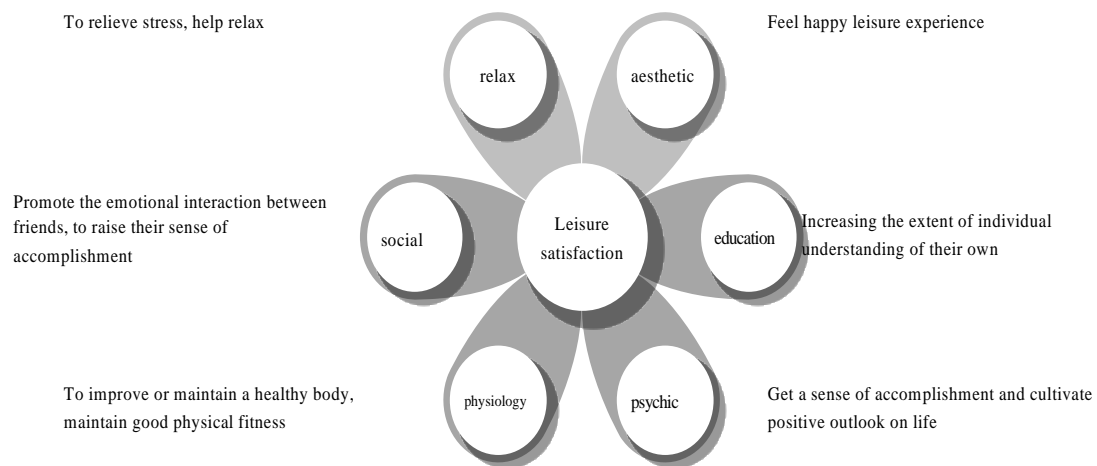 To relieve stress, help relax
Feel happy leisure experience
relax
aesthetic
Promote the emotional interaction between
friends, to raise their sense of
accomplishment
social
Leisure
satisfaction
education
Increasing the extent of individual
understanding of their own
To improve or maintain a healthy body,
maintain good physical fitness
physiology
psychic
Get a sense of accomplishment and cultivate
positive outlook on life